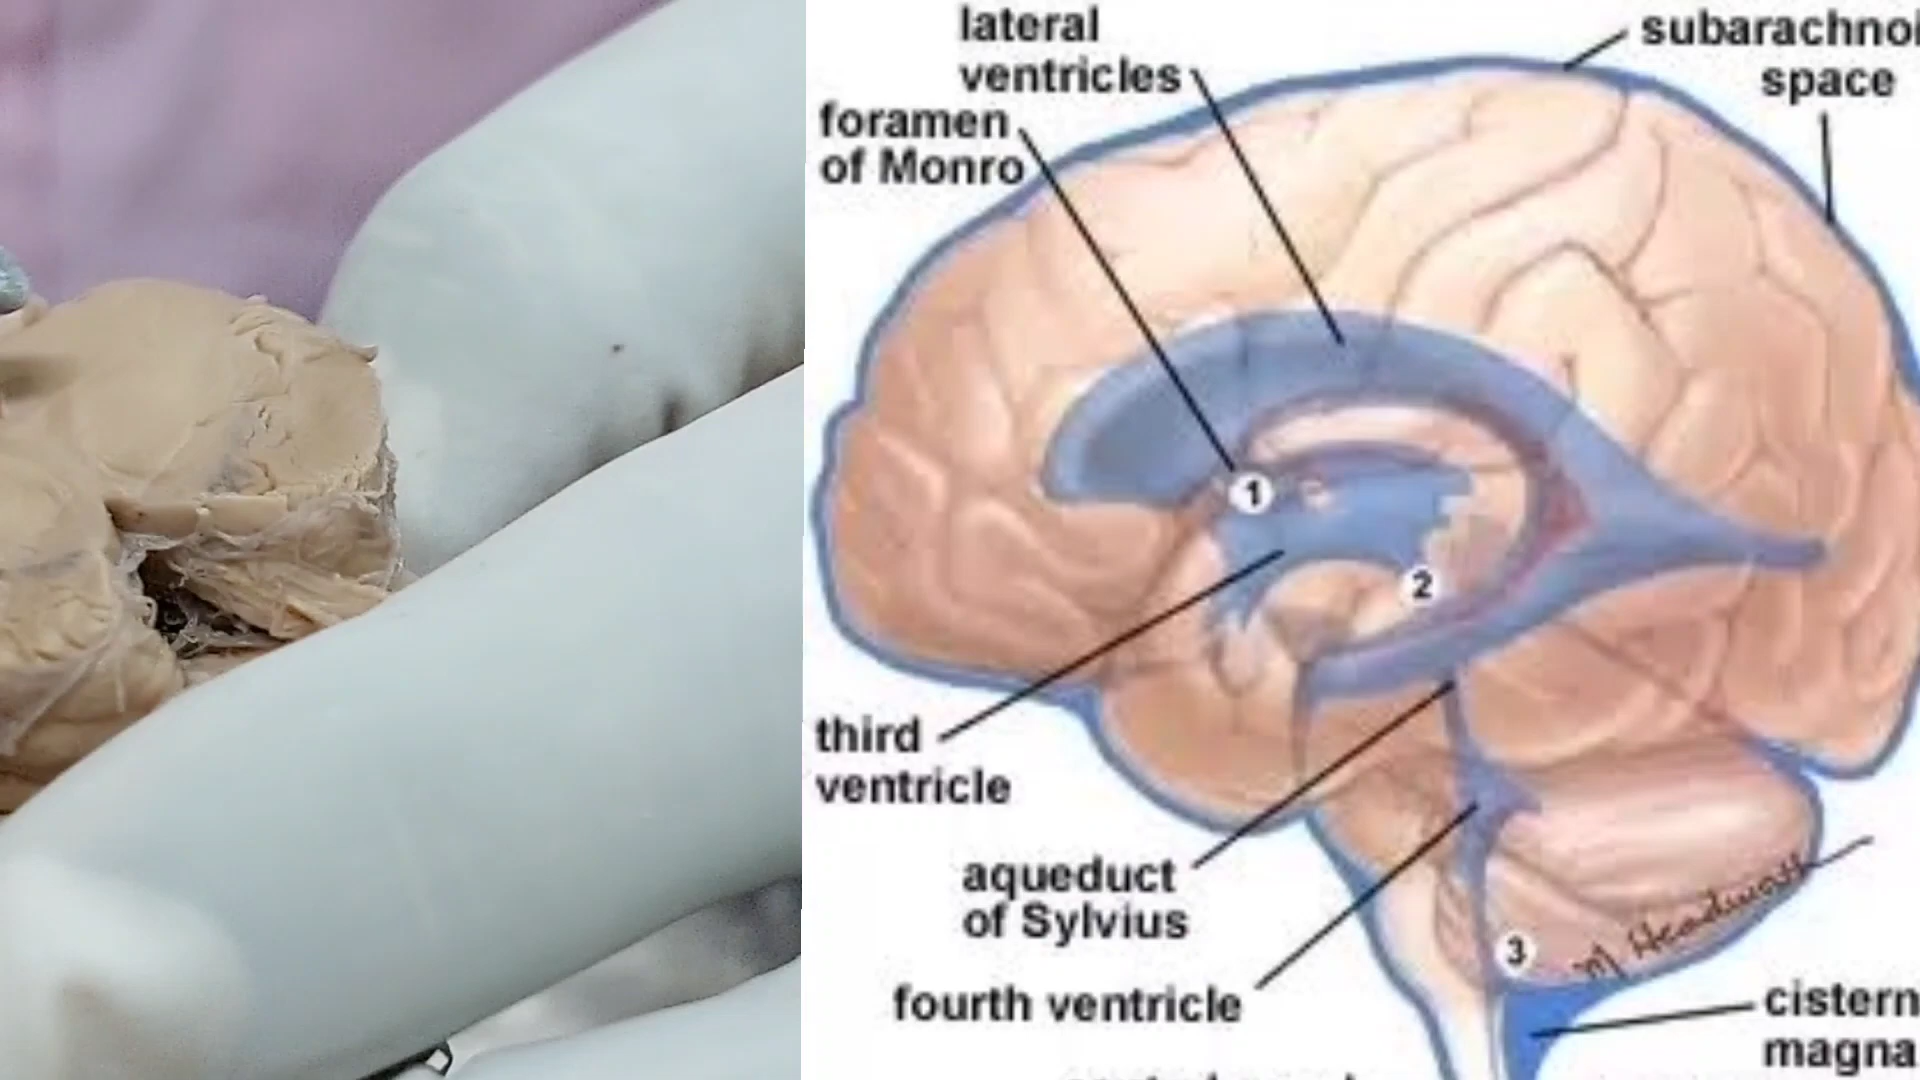 lateral
ventricles
subarachnoi
space
foramen
of Monro
1
2
third
ventricle
aqueduct
of Sylvius
3
M Headworth
fourth ventricle
cistern
magna